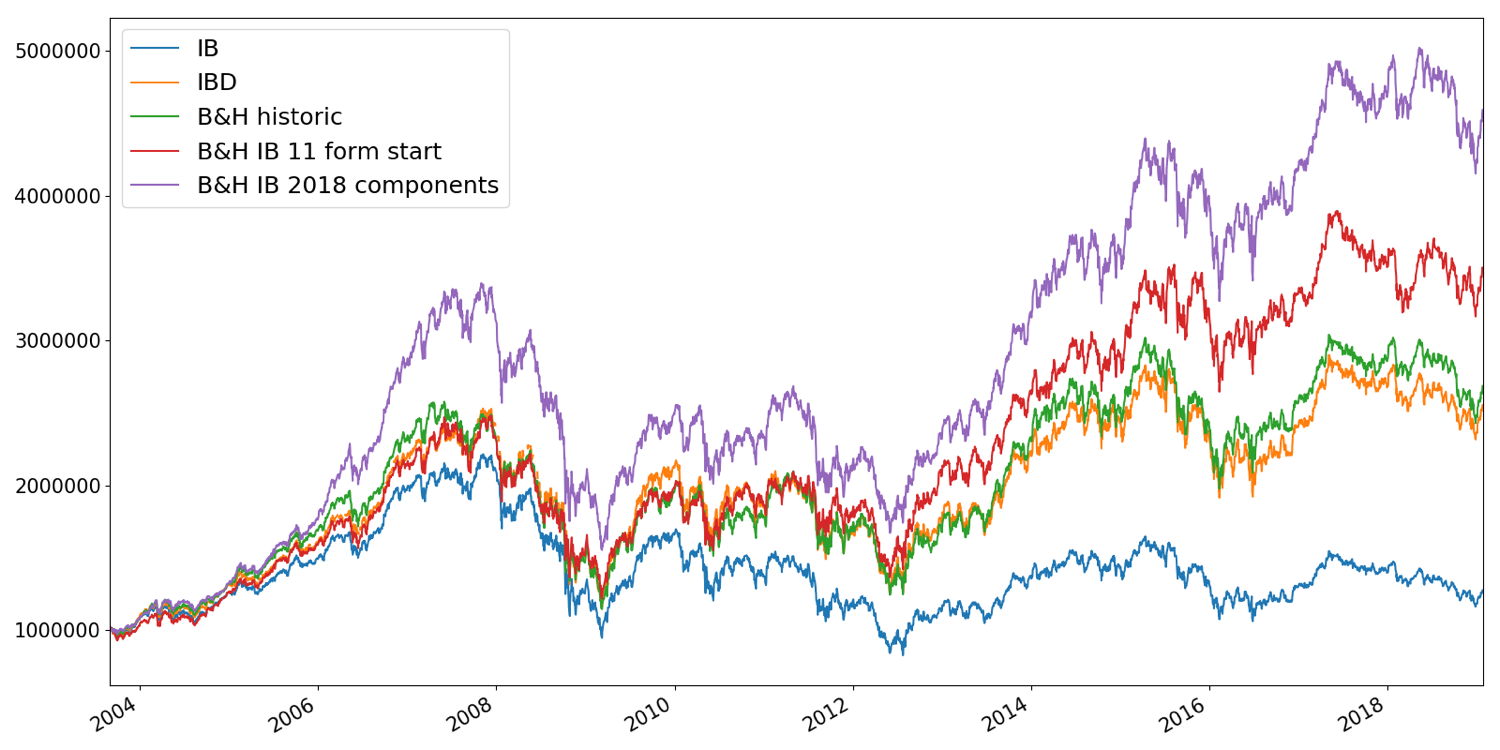 5000000
4000000
3000000
2000000
1000000
IB
IBD
B&H historic
B&H IB 11 form start
B&H IB 2018 components
2004
2006
2008
2010
2012
2014
2016
2018